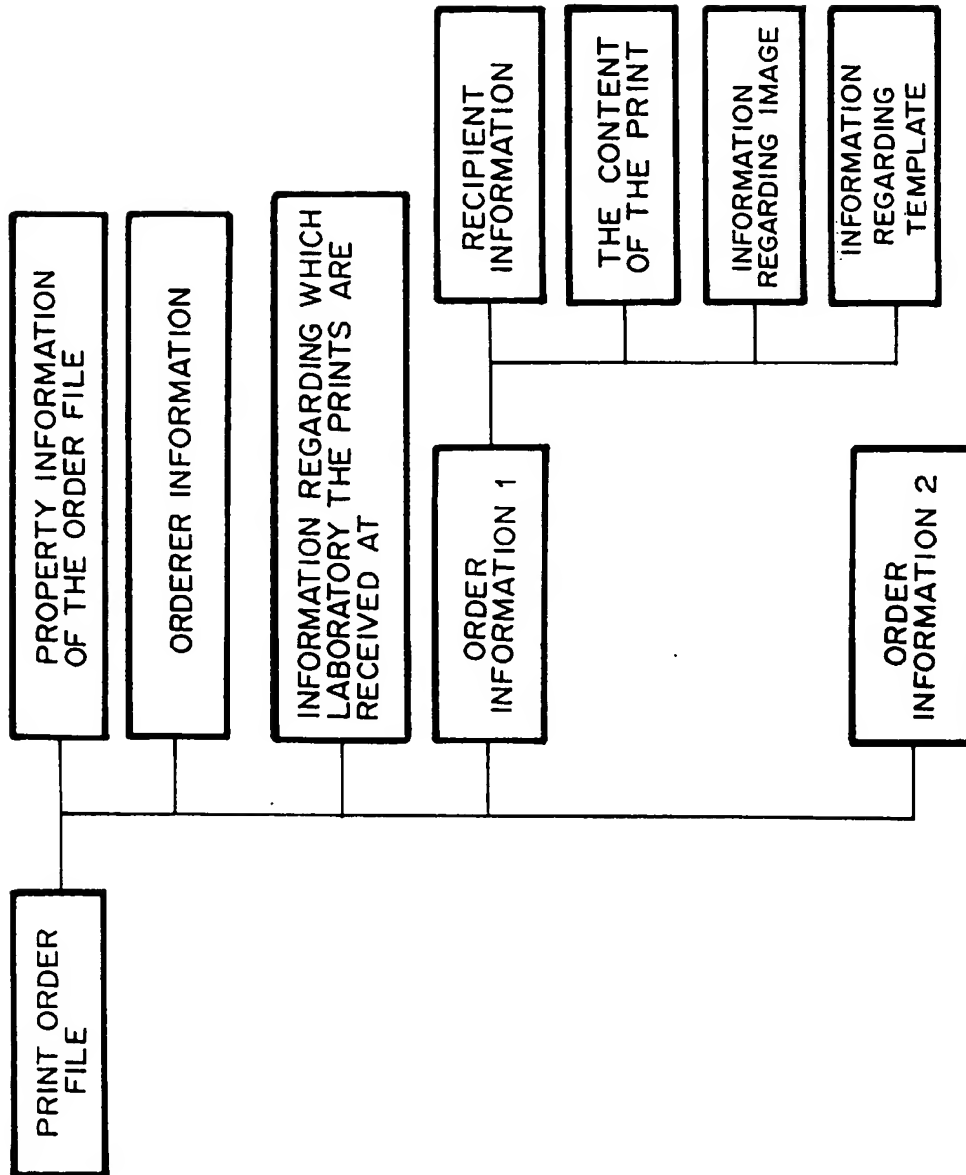 PRINT ORDER
FILE
PROPERTY INFORMATION
OF THE ORDER FILE
ORDERER INFORMATION
INFORMATION REGARDING WHICH
LABORATORY THE PRINTS ARE
RECEIVED AT
ORDER
INFORMATION 1
RECIPIENT
INFORMATION
THE CONTENT
OF THE PRINT
INFORMATION
REGARDING IMAGE
INFORMATION
REGARDING
TEMPLATE
ORDER
INFORMATION 2